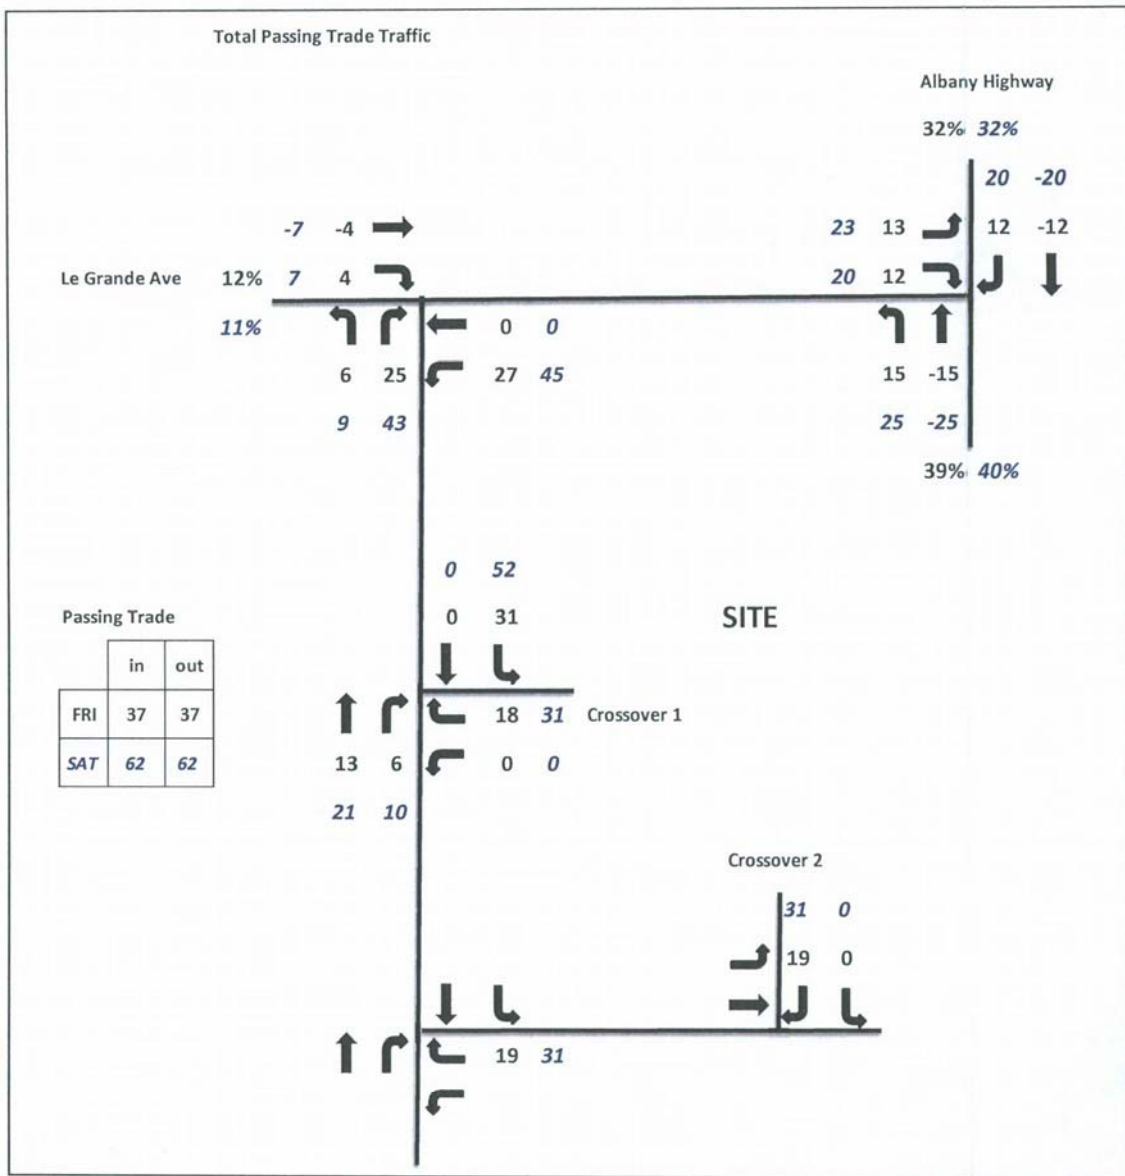 Total Passing Trade Traffic
Albany Highway
32% 32%
20 -20
-7 -4 23 13 12 -12
Le Grande Ave 12% 7 4 20 12
11% 0 0
6 25 27 45 15 -15
9 43 25 -25
39% 40%
0 52
Passing Trade 0 31 SITE
in out
FRI 37 37 18 31 Crossover 1
SAT 62 62 13 6 0 0
21 10
Crossover 2
31 0
19 0
19 31